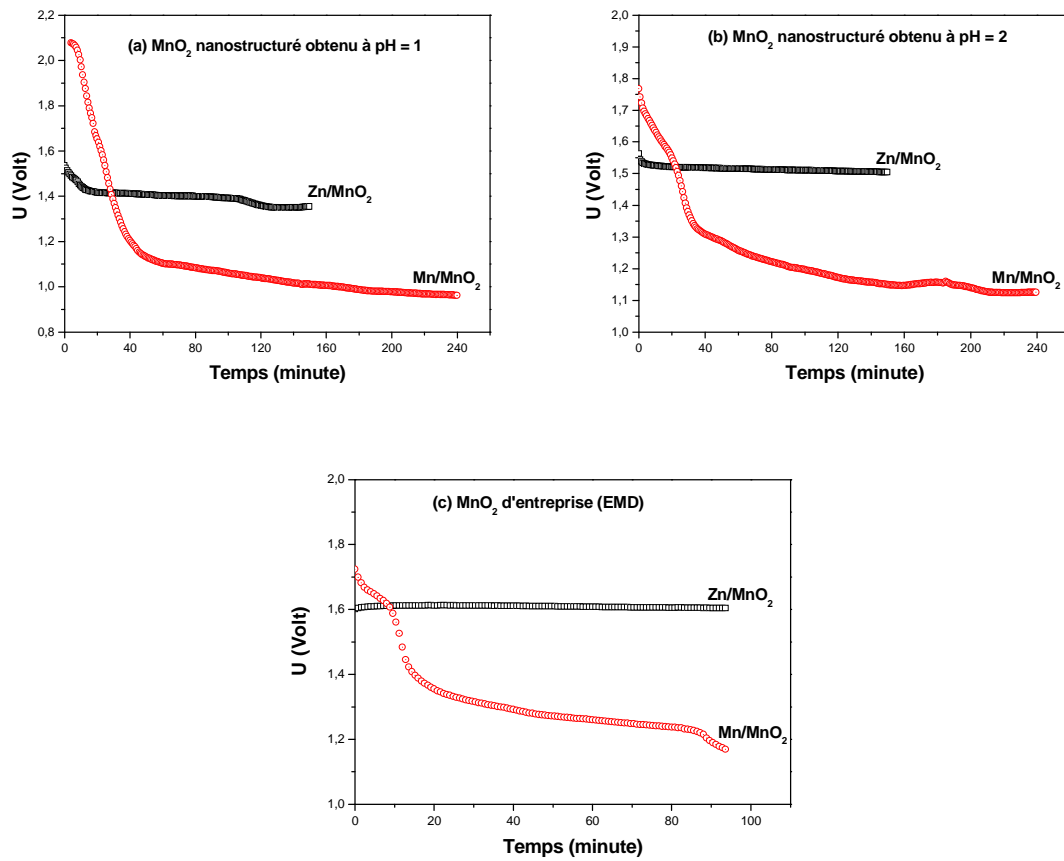 (a) MnO2 nanostructuré obtenu à pH = 1
2,2
2,0
1,8
1,6
1,4
1,2
1,0
0,8
U (Volt)
Zn/MnO2
Mn/MnO2
0 40 80 120 160 200 240
Temps (minute)
(b) MnO2 nanostructuré obtenu à pH = 2
2,0
1,9
1,8
1,7
1,6
1,5
1,4
1,3
1,2
1,1
1,0
U (Volt)
Zn/MnO2
Mn/MnO2
0 40 80 120 160 200 240
Temps (minute)
(c) MnO2 d'entreprise (EMD)
2,0
1,8
1,6
1,4
1,2
1,0
U (Volt)
Zn/MnO2
Mn/MnO2
0 20 40 60 80 100
Temps (minute)